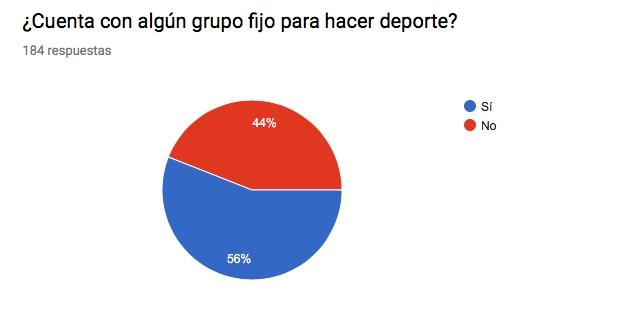 ¿Cuenta con algún grupo fijo para hacer deporte?
184 respuestas
44%
Sí
No
56%